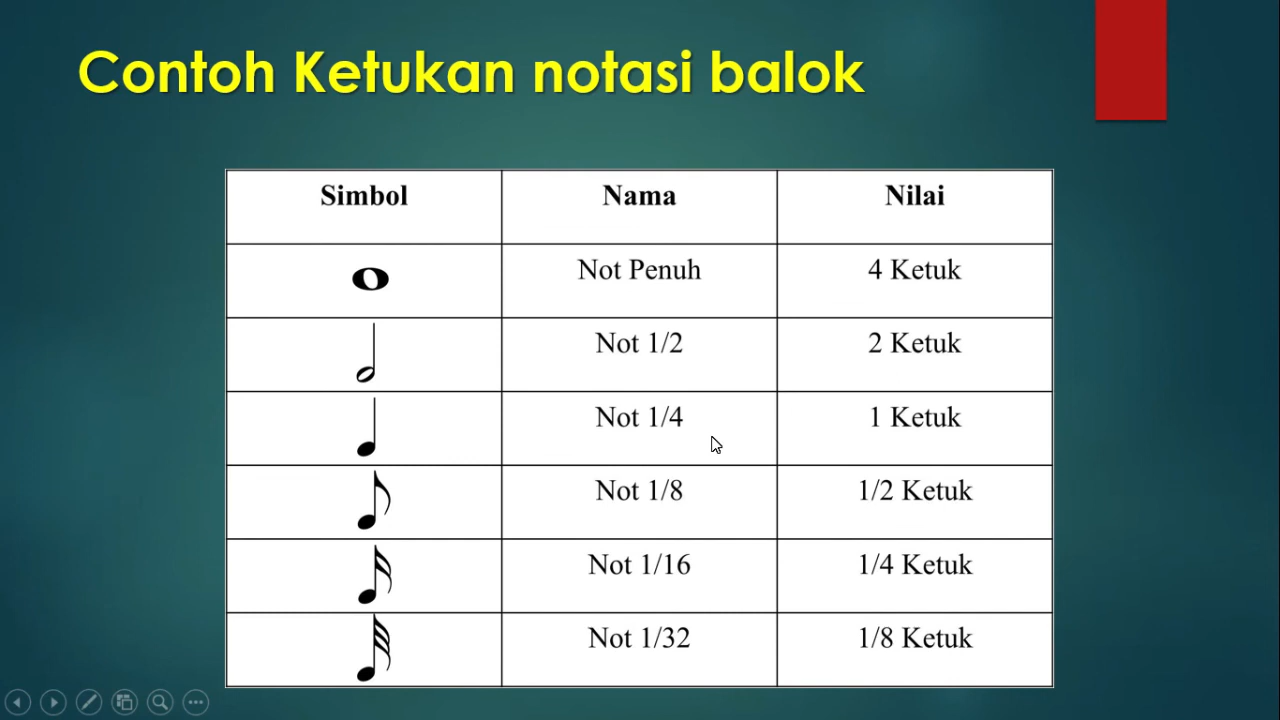 Contoh Ketukan notasi balok
Simbol Nama Nilai
Not Penuh 4 Ketuk
Not 1/2 2 Ketuk
Not 1/4 1 Ketuk
Not 1/8 1/2 Ketuk
Not 1/16 1/4 Ketuk
Not 1/32 1/8 Ketuk